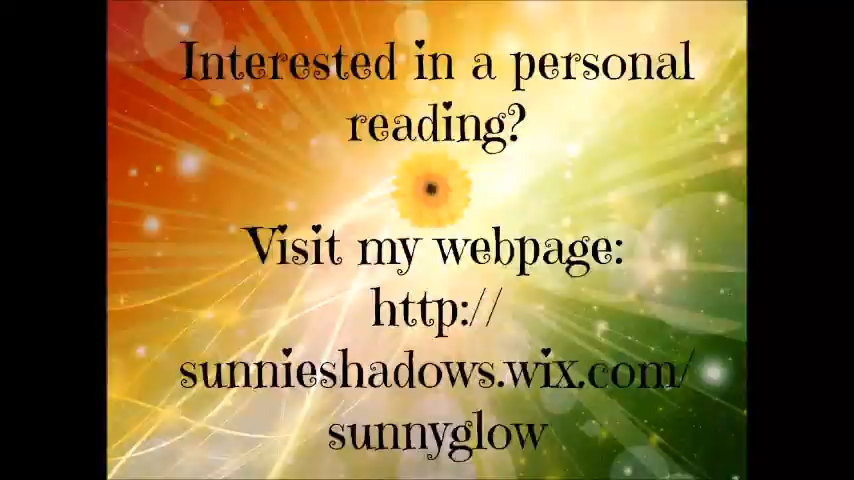 Interested in a personal
reading?
Visit my webpage:
http://
sunnieshadows.wix.com/
sunnyglow